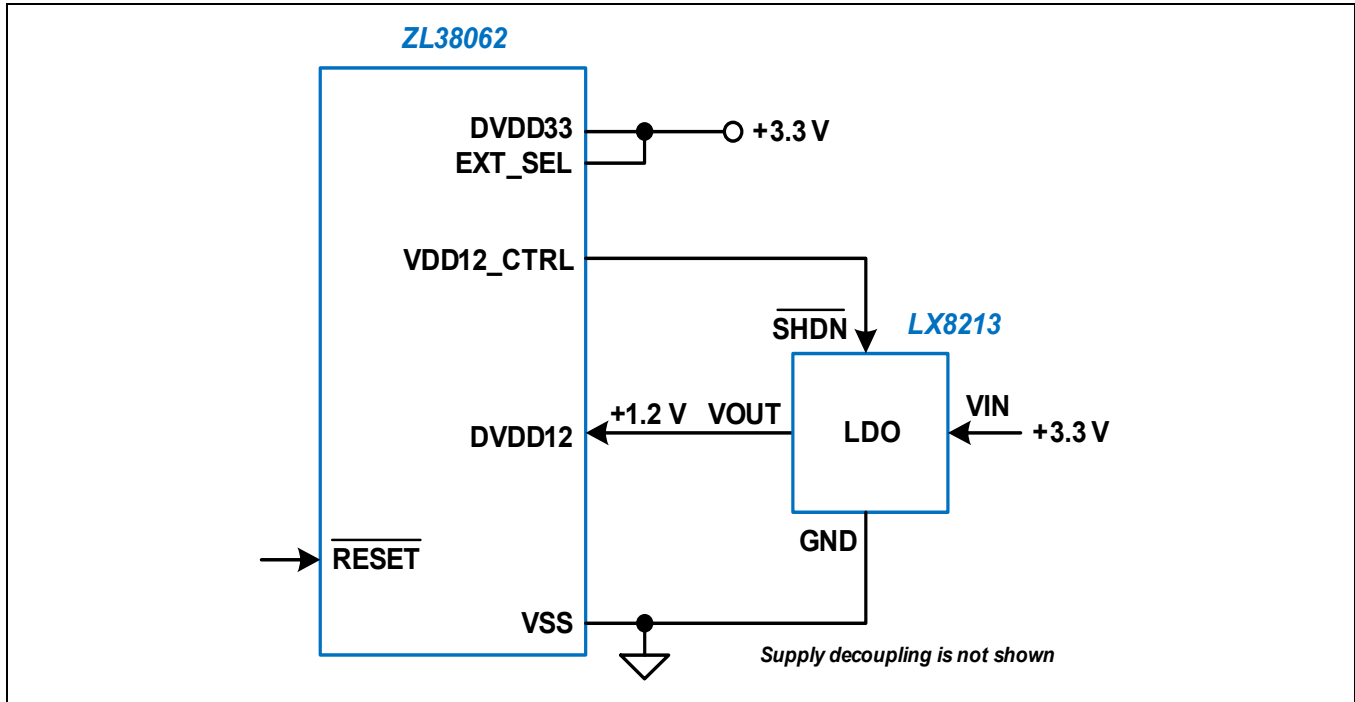 ZL38062
DVDD33
+3.3 V
EXT_SEL
VDD12_CTRL
SHDN
LX8213
+1.2 V VOUT
VIN
DVDD12
LDO
+3.3 V
GND
RESET
VSS
Supply decoupling is not shown